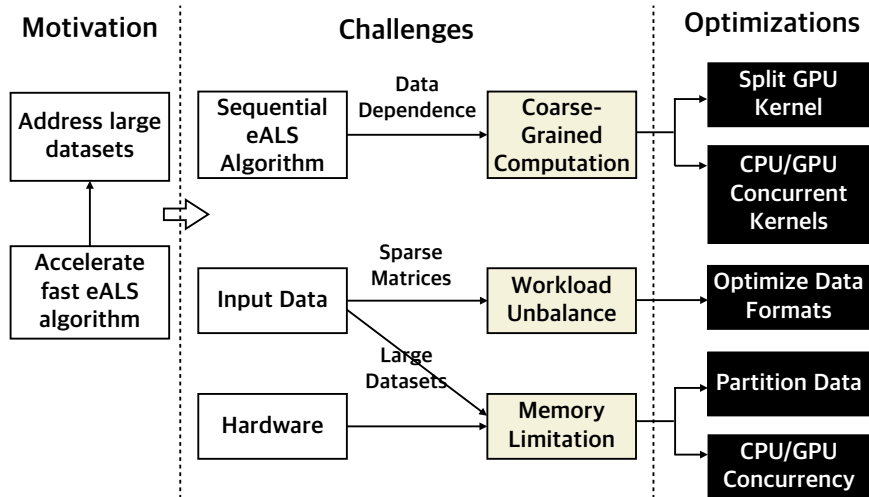 Motivation
Challenges
Optimizations
Address large
datasets
Accelerate
fast eALS
algorithm
Sequential
eALS
Algorithm
Data
Dependence
Coarse-
Grained
Computation
Split GPU
Kernel
CPU/GPU
Concurrent
Kernels
Input Data
Sparse
Matrices
Workload
Unbalance
Optimize Data
Formats
Large
Datasets
Hardware
Memory
Limitation
Partition Data
CPU/GPU
Concurrency